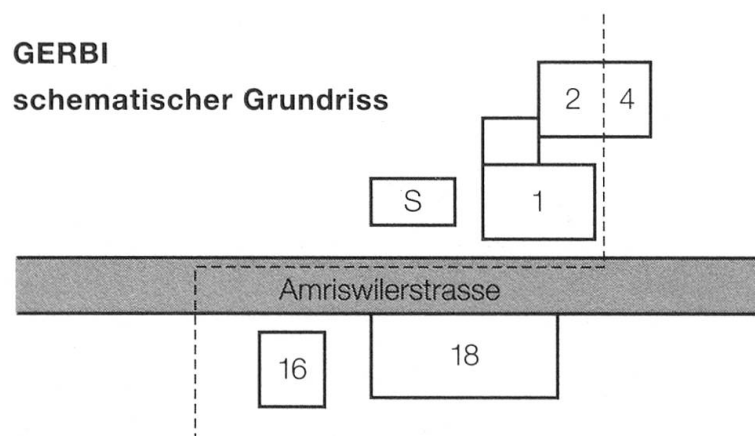 GERBI
schematischer Grundriss
2 4
S 1
Amriswilerstrasse
16 18